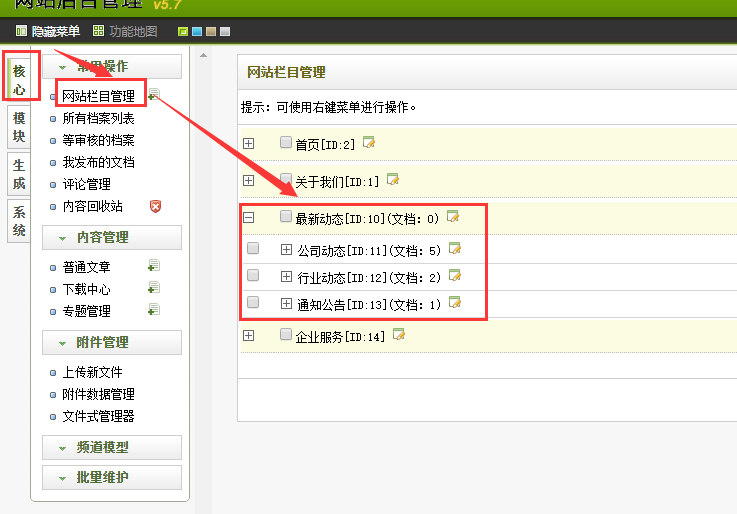 网站后台管理 v5.7
隐藏菜单 功能地图
核心
模块
生成
系统
常用操作
网站栏目管理
所有档案列表
等审核的档案
我发布的文档
评论管理
内容回收站
内容管理
普通文章
下载中心
专题管理
附件管理
上传新文件
附件数据管理
文件式管理器
频道模型
批量维护
网站栏目管理
提示：可使用右键菜单进行操作。
首页[ID:2]
关于我们[ID:1]
最新动态[ID:10](文档：0)
公司动态[ID:11](文档：5)
行业动态[ID:12](文档：2)
通知公告[ID:13](文档：1)
企业服务[ID:14]